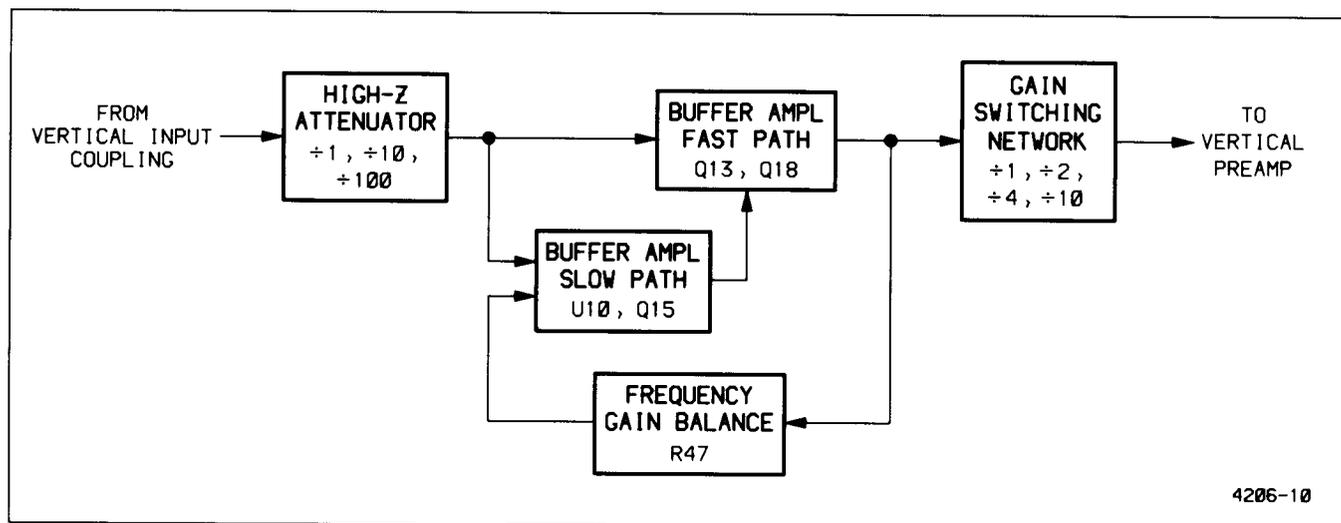 FROM
VERTICAL INPUT
COUPLING
HIGH-Z
ATTENUATOR
÷1, ÷10,
÷100
BUFFER AMPL
FAST PATH
Q13, Q18
GAIN
SWITCHING
NETWORK
÷1, ÷2,
÷4, ÷10
TO
VERTICAL
PREAMP
BUFFER AMPL
SLOW PATH
U10, Q15
FREQUENCY
GAIN BALANCE
R47
4206-10